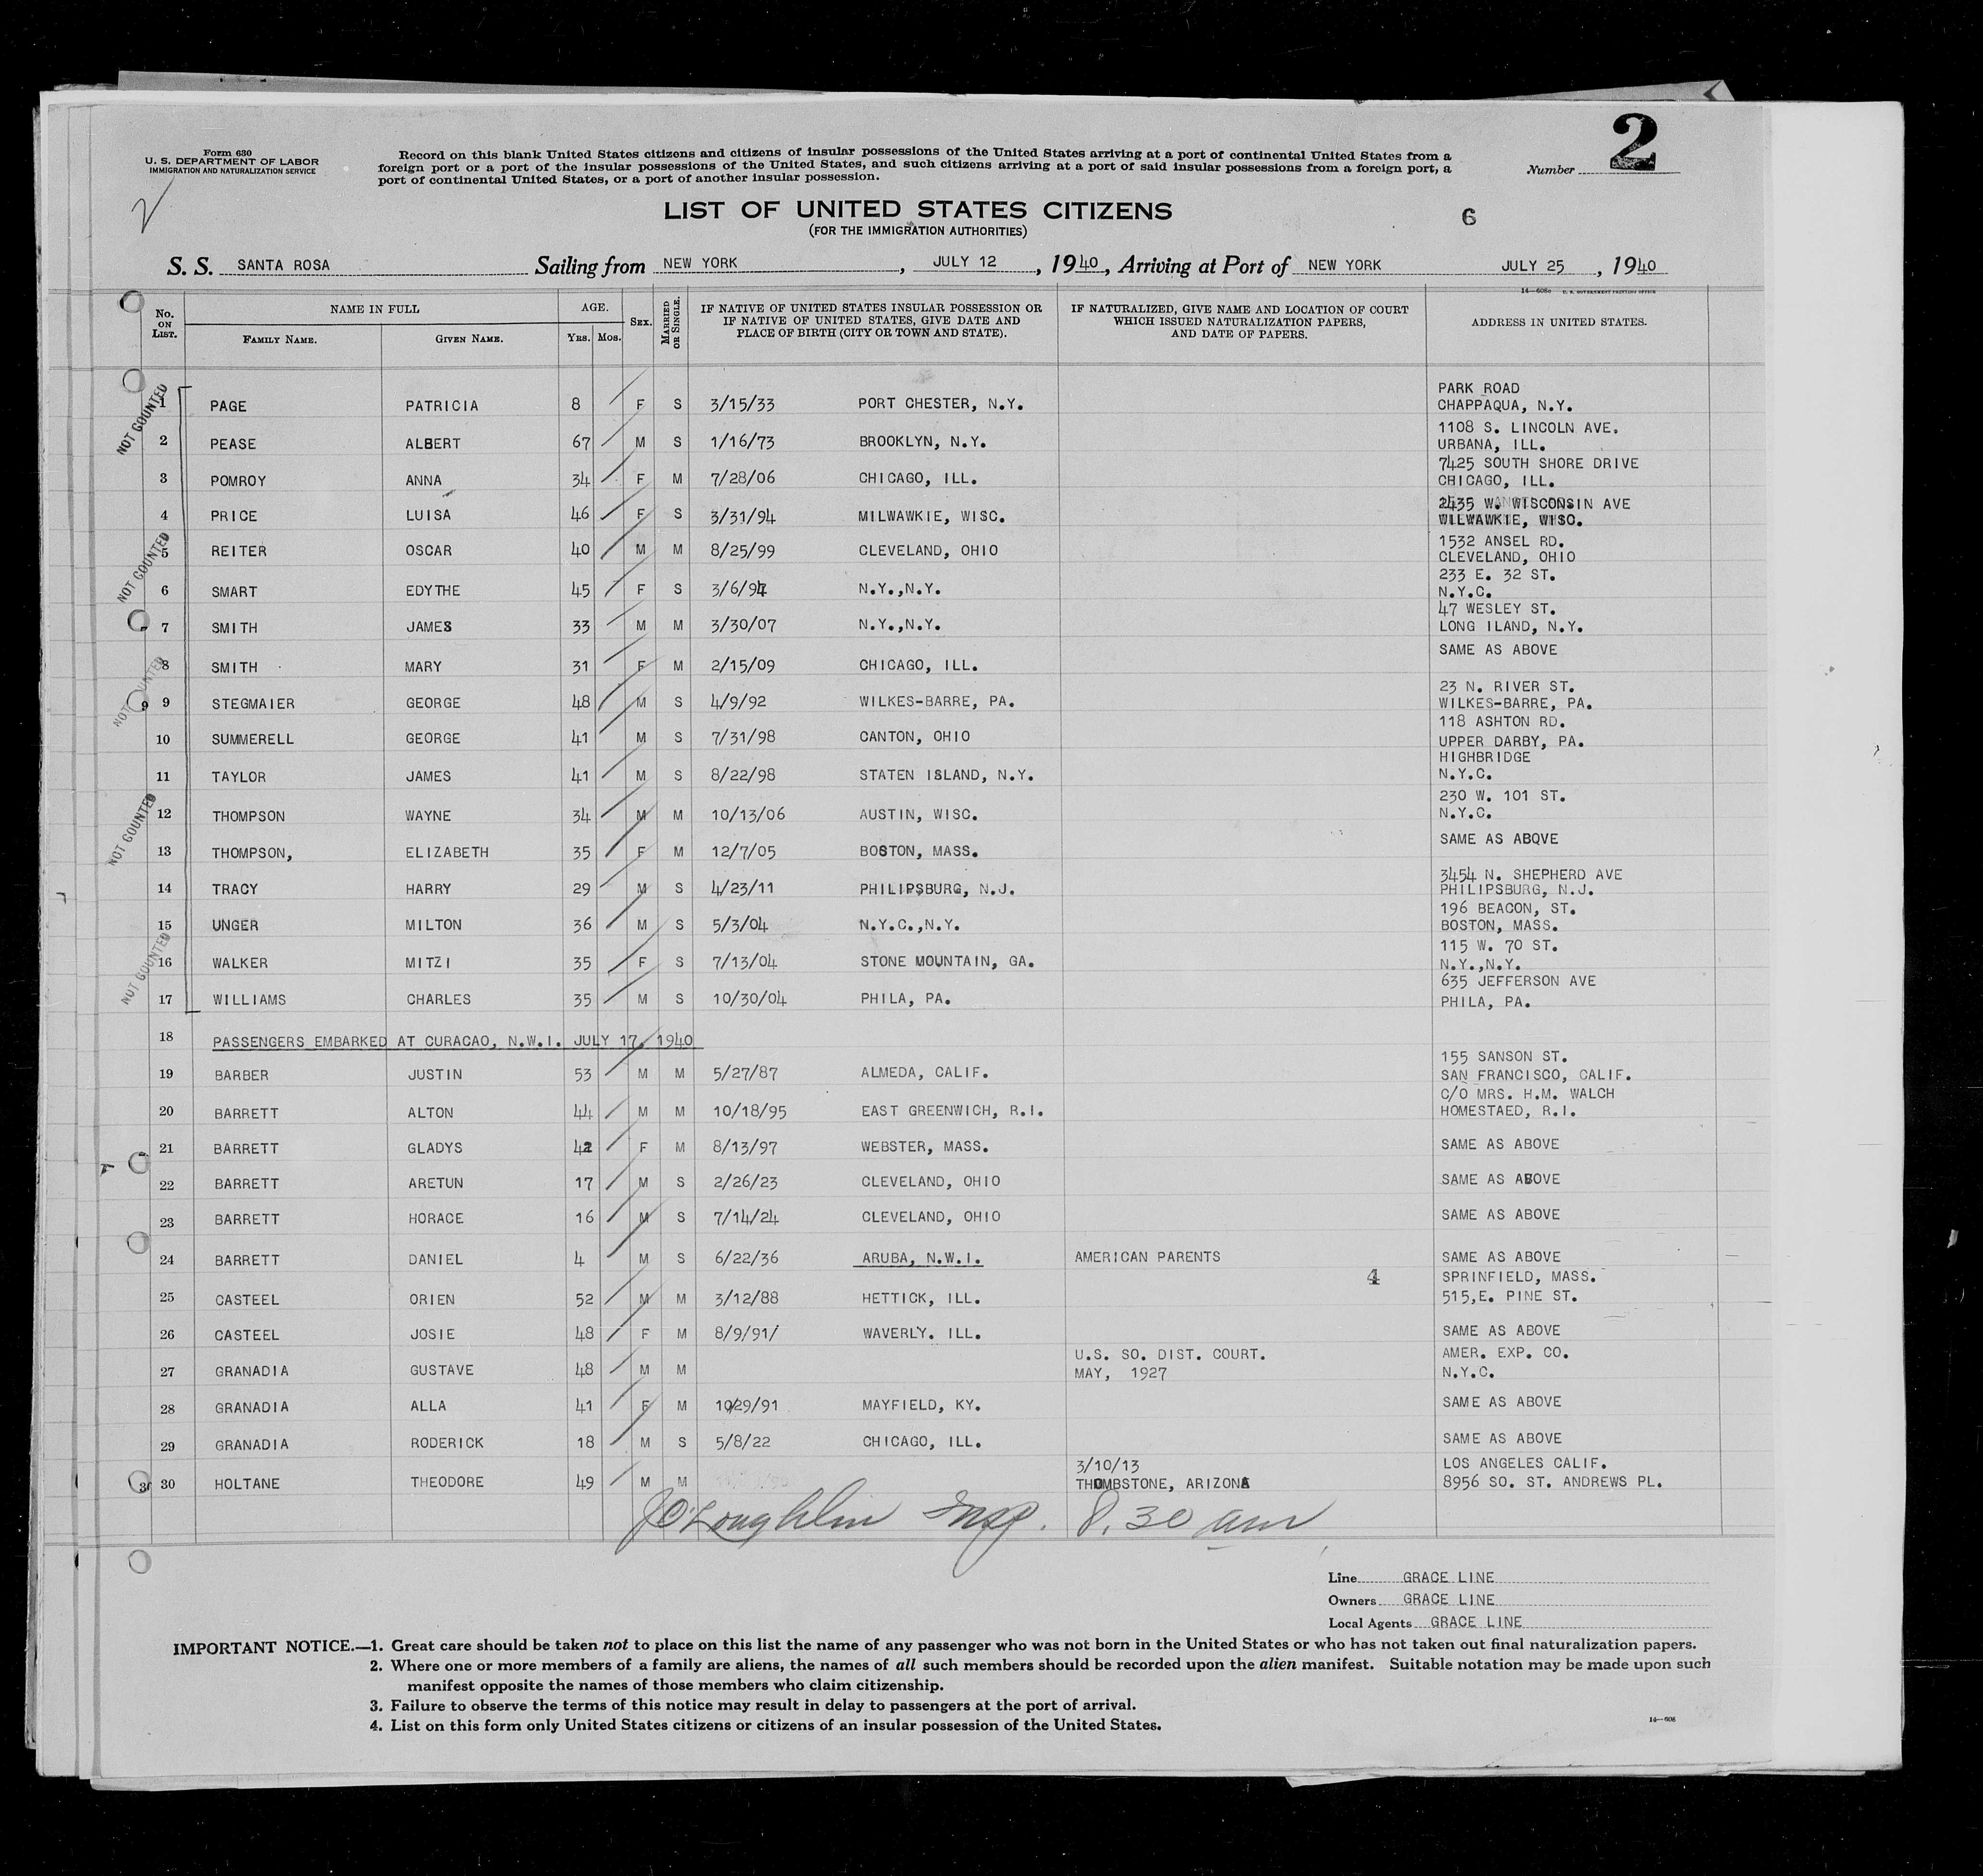 Form 630
U. S. DEPARTMENT OF LABOR
IMMIGRATION AND NATURALIZATION SERVICE
Record on this blank United States citizens and citizens of insular possessions of the United States arriving at a port of continental United States from a
foreign port or a port of the insular possessions of the United States, and such citizens arriving at a port of said insular possessions from a foreign port, a
port of continental United States, or a port of another insular possession.
Number 2
2
LIST OF UNITED STATES CITIZENS
(FOR THE IMMIGRATION AUTHORITIES)
6
S. S. SANTA ROSA Sailing from NEW YORK, JULY 12, 1940, Arriving at Port of NEW YORK JULY 25, 1940
14—608c U. S. GOVERNMENT PRINTING OFFICE
No. ON LIST. NAME IN FULL FAMILY NAME. GIVEN NAME. AGE. YRS. MOS. SEX. MARRIED OR SINGLE. IF NATIVE OF UNITED STATES INSULAR POSSESSION OR IF NATIVE OF UNITED STATES, GIVE DATE AND PLACE OF BIRTH (CITY OR TOWN AND STATE). IF NATURALIZED, GIVE NAME AND LOCATION OF COURT WHICH ISSUED NATURALIZATION PAPERS, AND DATE OF PAPERS. ADDRESS IN UNITED STATES.
NOT COUNTED
NOT COUNTED
NOT COUNTED
NOT COUNTED
NOT COUNTED
1 PAGE PATRICIA 8 F S 3/15/33 PORT CHESTER, N.Y. PARK ROAD CHAPPAQUA, N.Y.
2 PEASE ALBERT 67 M S 1/16/73 BROOKLYN, N.Y. 1108 S. LINCOLN AVE. URBANA, ILL.
3 POMROY ANNA 34 F M 7/28/06 CHICAGO, ILL. 7425 SOUTH SHORE DRIVE CHICAGO, ILL.
4 PRICE LUISA 46 F S 3/31/94 MILWAWKIE, WISC. 2435 W. WISCONSIN AVE WILWAWKIE, WISC.
5 REITER OSCAR 40 M M 8/25/99 CLEVELAND, OHIO 1532 ANSEL RD. CLEVELAND, OHIO
6 SMART EDYTHE 45 F S 3/6/94 N.Y.,N.Y. 233 E. 32 ST. N.Y.C.
7 SMITH JAMES 33 M M 3/30/07 N.Y.,N.Y. 47 WESLEY ST. LONG ILAND, N.Y.
8 SMITH MARY 31 F M 2/15/09 CHICAGO, ILL. SAME AS ABOVE
9 STEGMAIER GEORGE 48 M S 4/9/92 WILKES-BARRE, PA. 23 N. RIVER ST. WILKES-BARRE, PA.
10 SUMMERELL GEORGE 41 M S 7/31/98 CANTON, OHIO 118 ASHTON RD. UPPER DARBY, PA.
11 TAYLOR JAMES 41 M S 8/22/98 STATEN ISLAND, N.Y. HIGHBRIDGE N.Y.C.
12 THOMPSON WAYNE 34 M M 10/13/06 AUSTIN, WISC. 230 W. 101 ST. N.Y.C.
13 THOMPSON, ELIZABETH 35 F M 12/7/05 BOSTON, MASS. SAME AS ABOVE
14 TRACY HARRY 29 M S 4/23/11 PHILIPSBURG, N.J. 3454 N. SHEPHERD AVE PHILIPSBURG, N.J.
15 UNGER MILTON 36 M S 5/3/04 N.Y.C.,N.Y. 196 BEACON, ST. BOSTON, MASS.
16 WALKER MITZI 35 F S 7/13/04 STONE MOUNTAIN, GA. 115 W. 70 ST. N.Y.,N.Y.
17 WILLIAMS CHARLES 35 M S 10/30/04 PHILA, PA. 635 JEFFERSON AVE PHILA, PA.
18 PASSENGERS EMBARKED AT CURACAO, N.W.I. JULY 17, 1940
19 BARBER JUSTIN 53 M M 5/27/87 ALMEDA, CALIF. 155 SANSON ST. SAN FRANCISCO, CALIF.
20 BARRETT ALTON 44 M M 10/18/95 EAST GREENWICH, R.I. C/O MRS. H.M. WALCH HOMESTAED, R.I.
21 BARRETT GLADYS 42 F M 8/13/97 WEBSTER, MASS. SAME AS ABOVE
22 BARRETT ARETUN 17 M S 2/26/23 CLEVELAND, OHIO SAME AS ABOVE
23 BARRETT HORACE 16 M S 7/14/24 CLEVELAND, OHIO SAME AS ABOVE
24 BARRETT DANIEL 4 M S 6/22/36 ARUBA, N.W.I. AMERICAN PARENTS SAME AS ABOVE
4
25 CASTEEL ORIEN 52 M M 3/12/88 HETTICK, ILL. SPRINFIELD, MASS. 515,E. PINE ST.
26 CASTEEL JOSIE 48 F M 8/9/91/ WAVERLY. ILL. SAME AS ABOVE
27 GRANADIA GUSTAVE 48 M M U.S. SO. DIST. COURT. MAY, 1927 AMER. EXP. CO. N.Y.C.
28 GRANADIA ALLA 41 F M 10/29/91 MAYFIELD, KY. SAME AS ABOVE
29 GRANADIA RODERICK 18 M S 5/8/22 CHICAGO, ILL. SAME AS ABOVE
30 HOLTANE THEODORE 49 M M 3/10/13 THOMBSTONE, ARIZONA LOS ANGELES CALIF. 8956 SO. ST. ANDREWS PL.
J O'Loughlin Insp. 8.30 am
Line GRACE LINE
Owners GRACE LINE
Local Agents GRACE LINE
IMPORTANT NOTICE.—1. Great care should be taken not to place on this list the name of any passenger who was not born in the United States or who has not taken out final naturalization papers.
2. Where one or more members of a family are aliens, the names of all such members should be recorded upon the alien manifest. Suitable notation may be made upon such
manifest opposite the names of those members who claim citizenship.
3. Failure to observe the terms of this notice may result in delay to passengers at the port of arrival.
4. List on this form only United States citizens or citizens of an insular possession of the United States.
14—608